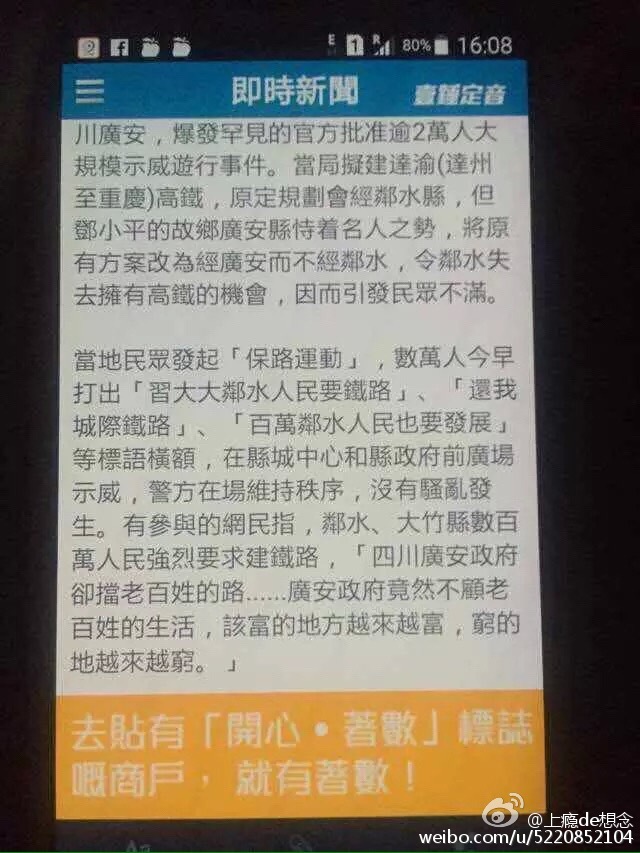 80% 16:08
即時新聞 壹錘定音
川廣安，爆發罕見的官方批准逾2萬人大
規模示威遊行事件。當局擬建達渝(達州
至重慶)高鐵，原定規劃會經鄰水縣，但
鄧小平的故鄉廣安縣恃着名人之勢，將原
有方案改為經廣安而不經鄰水，令鄰水失
去擁有高鐵的機會，因而引發民眾不滿。
當地民眾發起「保路運動」，數萬人今早
打出「習大大鄰水人民要鐵路」、「還我
城際鐵路」、「百萬鄰水人民也要發展」
等標語橫額，在縣城中心和縣政府前廣場
示威，警方在場維持秩序，沒有騷亂發
生。有參與的網民指，鄰水、大竹縣數百
萬人民強烈要求建鐵路，「四川廣安政府
卻擋老百姓的路......廣安政府竟然不顧老
百姓的生活，該富的地方越來越富，窮的
地越來越窮。」
去貼有「開心•著數」標誌
嘅商戶，就有著數！
@上瘾de想念
weibo.com/u/5220852104